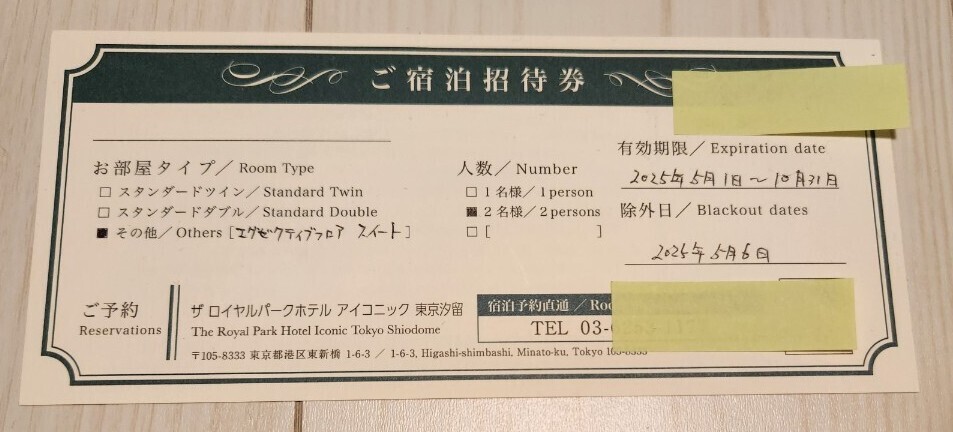 ご宿泊招待券
有効期限／Expiration date
2025年5月1日～10月31日
除外日／Blackout dates
2025年5月6日
お部屋タイプ／Room Type
□ スタンダードツイン／Standard Twin
□ スタンダードダブル／Standard Double
■ その他／Others [エグゼクティブフロア スイート]
人数／Number
□ 1名様／1 person
■ 2名様／2 persons
□ [ ]
ご予約
Reservations
ザ ロイヤルパークホテル アイコニック 東京汐留
The Royal Park Hotel Iconic Tokyo Shiodome
〒105-8333 東京都港区東新橋 1-6-3 ／ 1-6-3, Higashi-shimbashi, Minato-ku, Tokyo 105-8333
宿泊予約直通／
TEL 03-